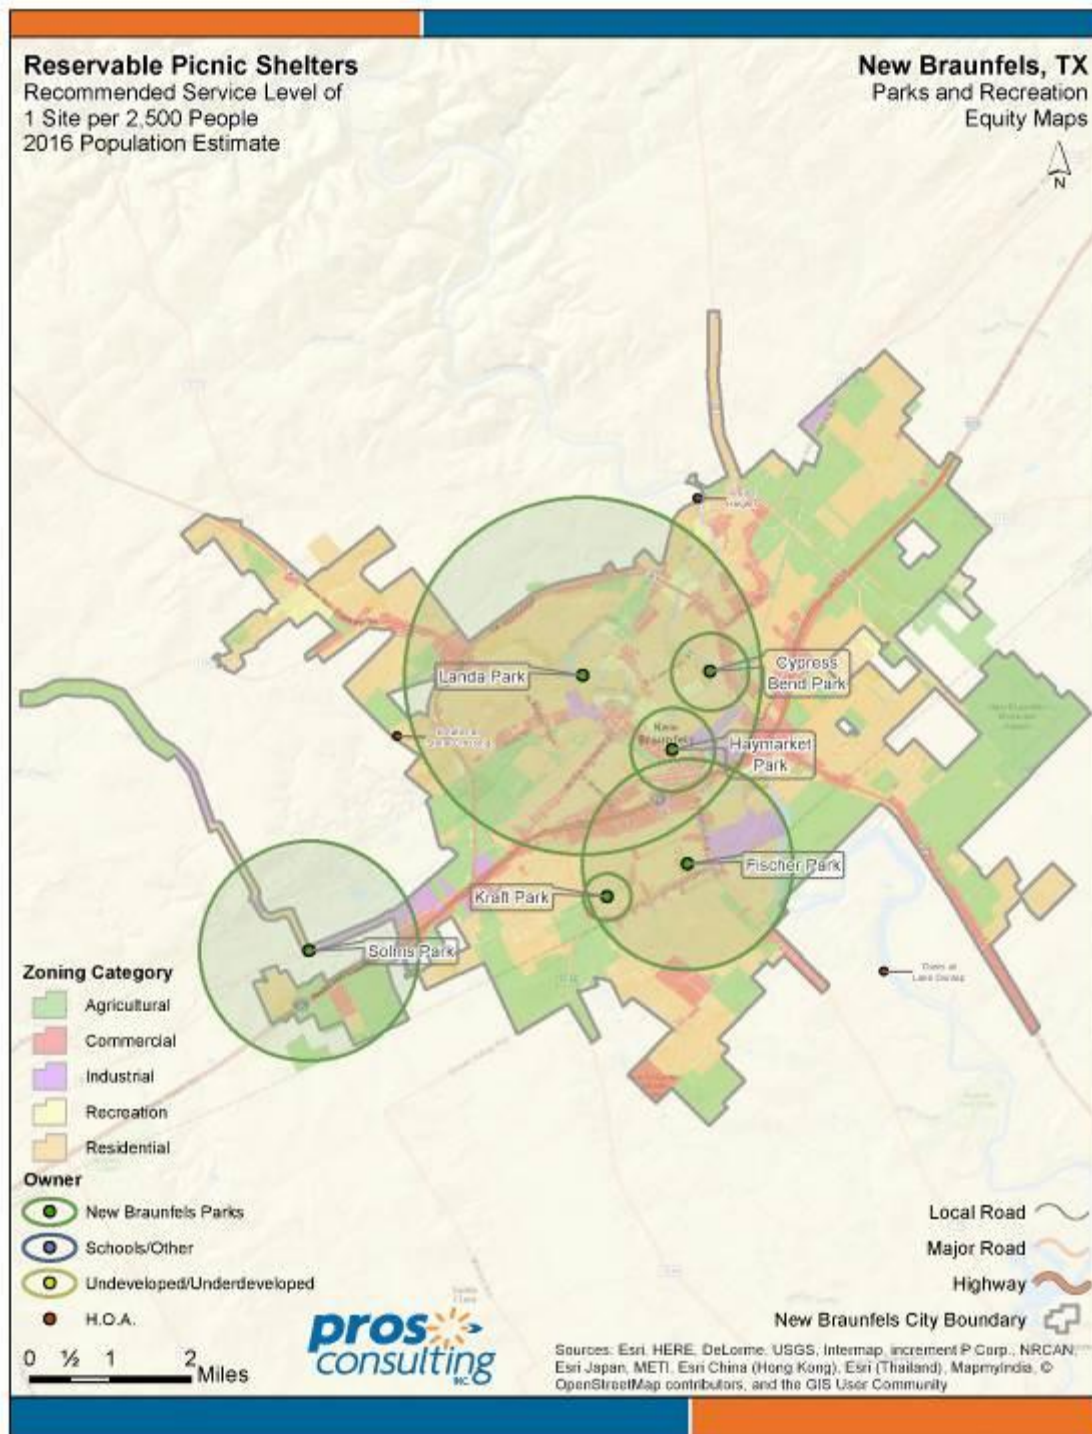 Reservable Picnic Shelters
Recommended Service Level of
1 Site per 2,500 People
2016 Population Estimate
New Braunfels, TX
Parks and Recreation
Equity Maps
N
Landa Park
Cypress
Bend Park
New
Braunfels
Haymarket
Park
Fischer Park
Kraft Park
Solms Park
Lake Dunlap
Zoning Category
Agricultural
Commercial
Industrial
Recreation
Residential
Owner
New Braunfels Parks
Schools/Other
Undeveloped/Underdeveloped
H.O.A.
0 ½ 1 2 Miles
pros
consulting
INC
Local Road
Major Road
Highway
New Braunfels City Boundary
Sources: Esri, HERE, DeLorme, USGS, Intermap, increment P Corp., NRCAN,
Esri Japan, METI, Esri China (Hong Kong), Esri (Thailand), MapmyIndia, ©
OpenStreetMap contributors, and the GIS User Community